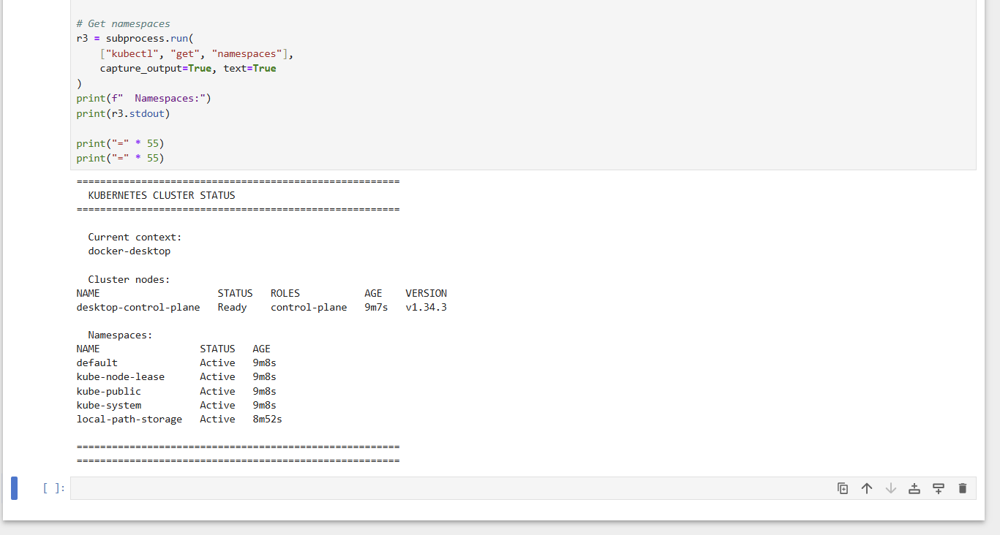 # Get namespaces
r3 = subprocess.run(
    ["kubectl", "get", "namespaces"],
    capture_output=True, text=True
)
print(f"  Namespaces:")
print(r3.stdout)
print("=" * 55)
print("=" * 55)
=======================================================
  KUBERNETES CLUSTER STATUS
=======================================================
  Current context:
  docker-desktop
  Cluster nodes:
NAME                    STATUS   ROLES           AGE    VERSION
desktop-control-plane   Ready    control-plane   9m7s   v1.34.3
  Namespaces:
NAME                 STATUS   AGE
default              Active   9m8s
kube-node-lease      Active   9m8s
kube-public          Active   9m8s
kube-system          Active   9m8s
local-path-storage   Active   8m52s
=======================================================
=======================================================
[ ]: